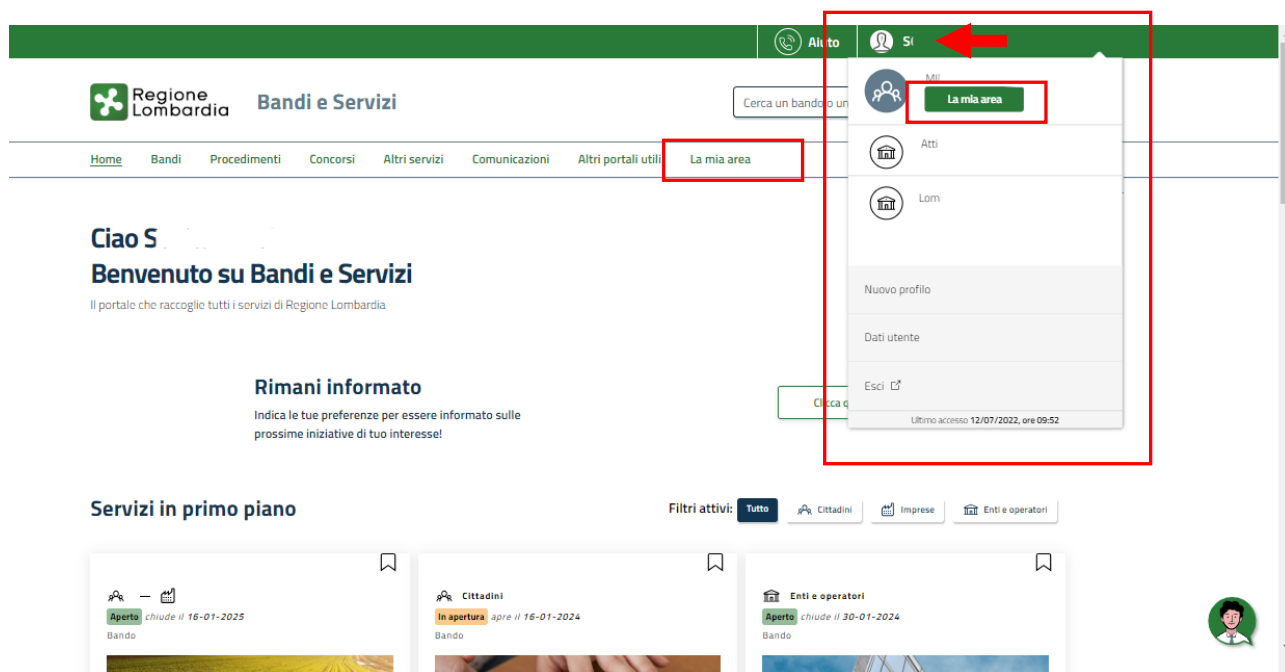 Aiuto
Regione
Lombardia
Bandi e Servizi
Cerca un bando o un
La mia area
Home Bandi Procedimenti Concorsi Altri servizi Comunicazioni Altri portali utili La mia area
Atti
Lom
Ciao S
Benvenuto su Bandi e Servizi
Il portale che raccoglie tutti i servizi di Regione Lombardia
Nuovo profilo
Dati utente
Esci
Ultimo accesso 12/07/2022, ore 09:52
Rimani informato
Indica le tue preferenze per essere informato sulle
prossime iniziative di tuo interesse!
Clicca q
Servizi in primo piano
Filtri attivi: Tutto Cittadini Imprese Enti e operatori
Aperto chiude il 16-01-2025
Bando
Cittadini
In apertura apre il 16-01-2024
Bando
Enti e operatori
Aperto chiude il 30-01-2024
Bando